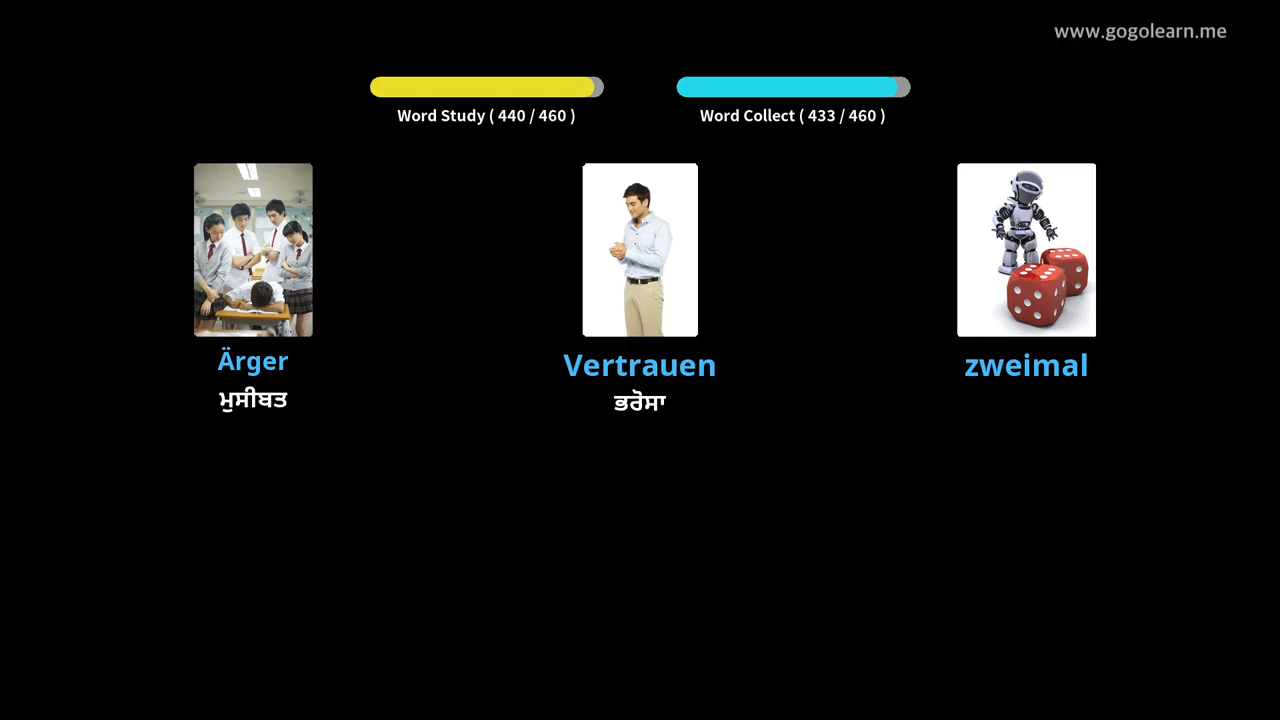 www.gogolearn.me
Word Study ( 440 / 460 )
Word Collect ( 433 / 460 )
Ärger
ਮੁਸੀਬਤ
Vertrauen
ਭਰੋਸਾ
zweimal